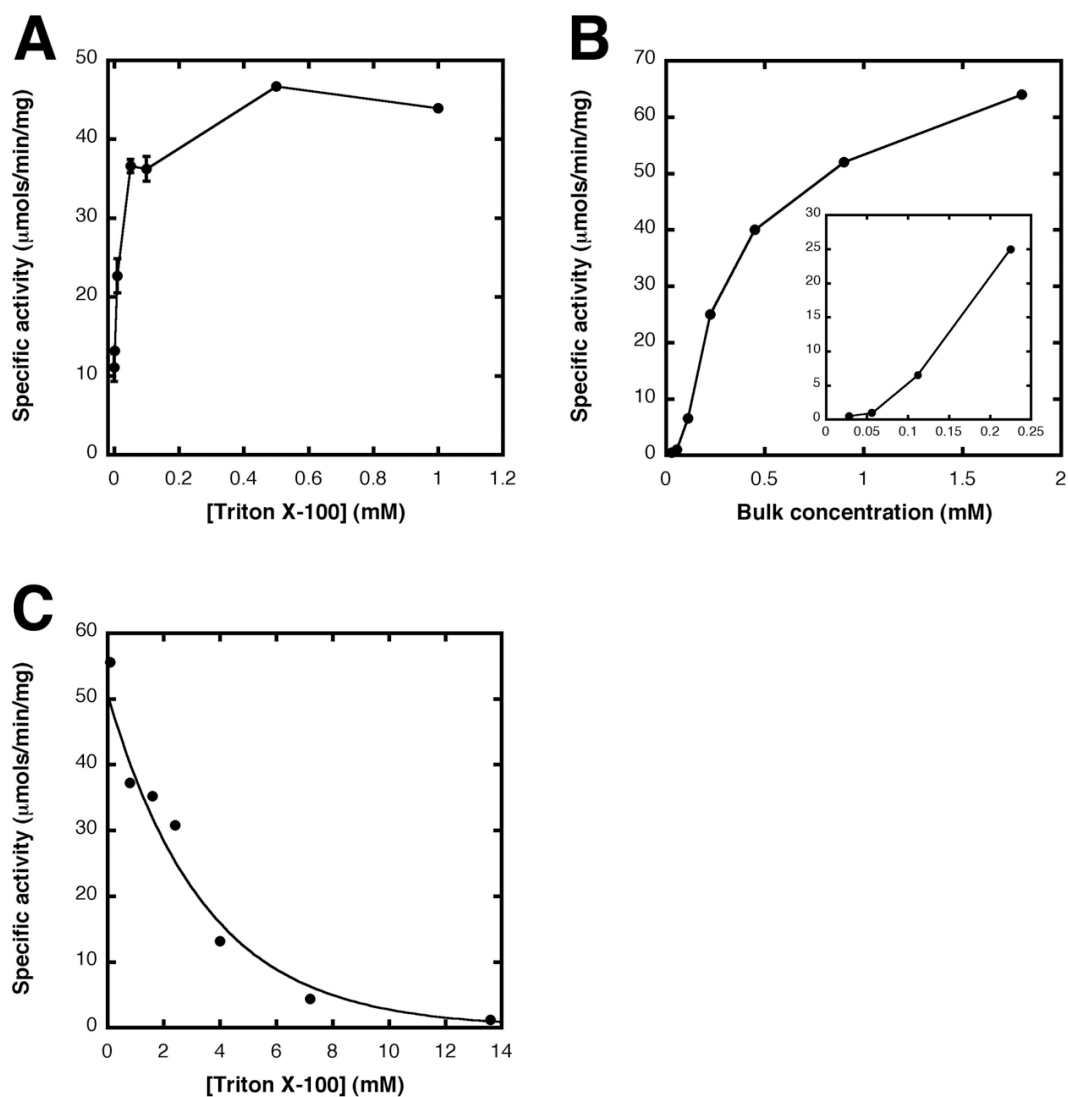 A
Specific activity (μmols/min/mg)
50
40
30
20
10
0
0 0.2 0.4 0.6 0.8 1 1.2
[Triton X-100] (mM)
B
Specific activity (μmols/min/mg)
70
60
50
40
30
20
10
0
0 0.5 1 1.5 2
Bulk concentration (mM)
30
25
20
15
10
5
0
0 0.05 0.1 0.15 0.2 0.25
C
Specific activity (μmols/min/mg)
60
50
40
30
20
10
0
0 2 4 6 8 10 12 14
[Triton X-100] (mM)